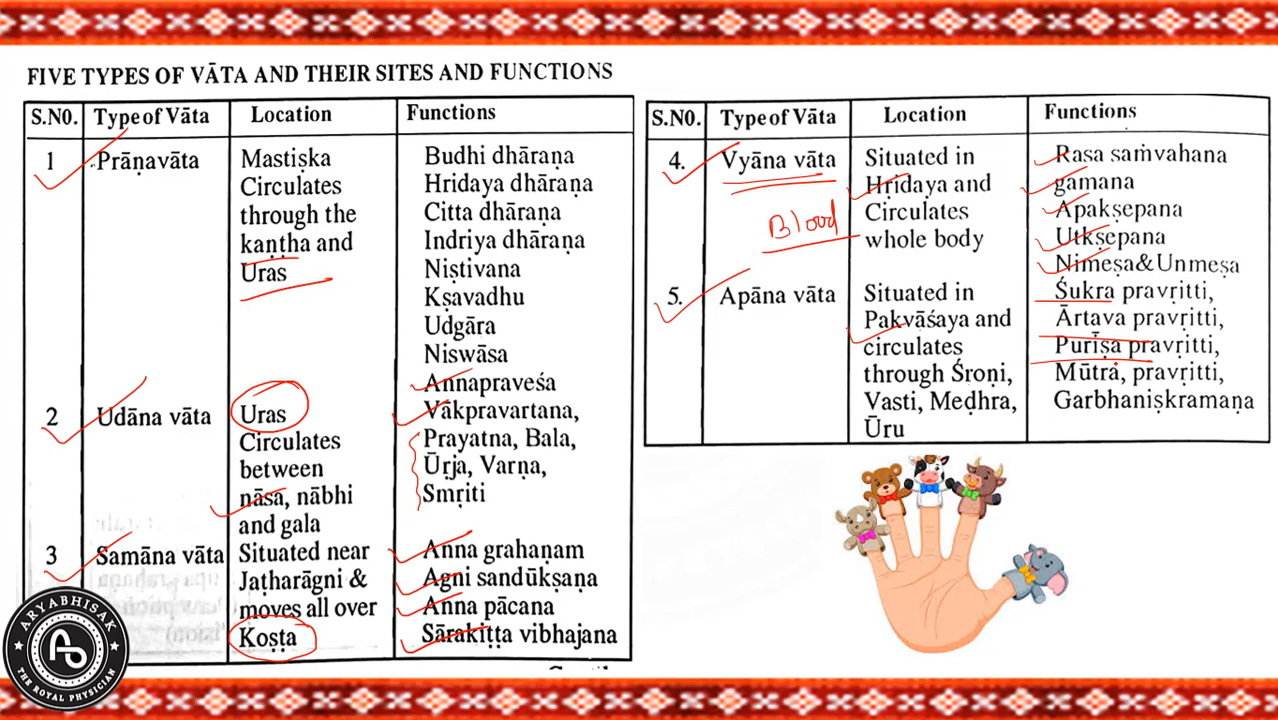 FIVE TYPES OF VĀTA AND THEIR SITES AND FUNCTIONS
S.N0. Type of Vāta Location Functions
1 Prāṇavāta Mastiṣka Budhi dhāraṇa
Circulates Hridaya dhāraṇa
through the Citta dhāraṇa
kaṇṭha and Indriya dhāraṇa
Uras Niṣtivana
Kṣavadhu
Udgāra
Niswāsa
Annapraveśa
2 Udāna vāta Uras Vākpravartana,
Circulates Prayatna, Bala,
between Ūrja, Varṇa,
nāsa, nābhi Smṛiti
and gala
3 Samāna vāta Situated near Anna grahaṇam
Jaṭharāgni & Agni sandūkṣaṇa
moves all over Anna pācana
Koṣṭa Sārakiṭṭa vibhajana
S.N0. Type of Vāta Location Functions
4. Vyāna vāta Situated in Rasa saṁvahana
Hṛidaya and gamana
Blood Circulates Apakṣepana
whole body Utkṣepana
Nimeṣa & Unmeṣa
5. Apāna vāta Situated in Śukra pravṛitti,
Pakvāśaya and Ārtava pravṛitti,
circulates Purīṣa pravṛitti,
through Śroṇi, Mūtra, pravṛitti,
Vasti, Meḍhra, Garbhaniṣkramaṇa
Ūru
ARYABHISAK
THE ROYAL PHYSICIAN